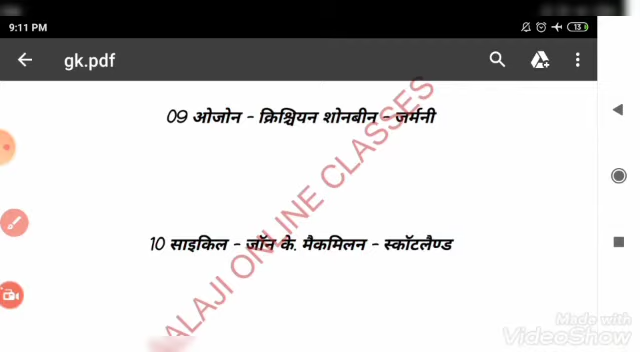 9:11 PM
13
gk.pdf
09 ओजोन - क्रिश्चियन शोनबीन - जर्मनी
10 साइकिल - जॉन के. मैकमिलन - स्कॉटलैण्ड
ALAJI ONLINE CLASSES
Made with
VideoShow